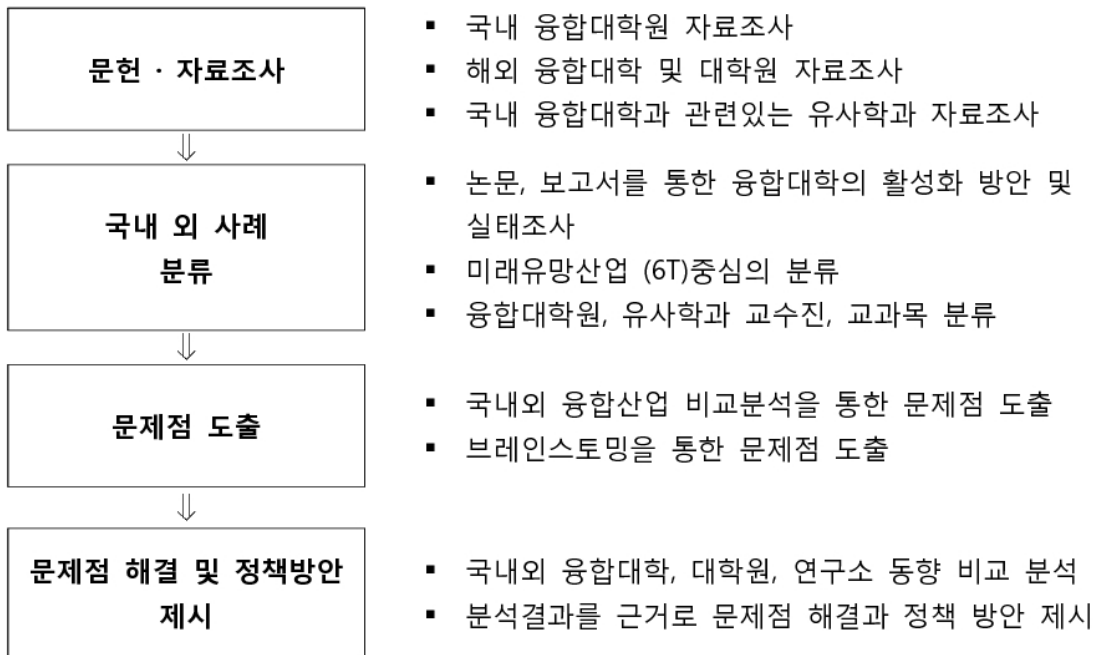 문헌 · 자료조사
▪ 국내 융합대학원 자료조사
▪ 해외 융합대학 및 대학원 자료조사
▪ 국내 융합대학과 관련있는 유사학과 자료조사
⇓
국내 외 사례
분류
▪ 논문, 보고서를 통한 융합대학의 활성화 방안 및
실태조사
▪ 미래유망산업 (6T)중심의 분류
▪ 융합대학원, 유사학과 교수진, 교과목 분류
⇓
문제점 도출
▪ 국내외 융합산업 비교분석을 통한 문제점 도출
▪ 브레인스토밍을 통한 문제점 도출
⇓
문제점 해결 및 정책방안
제시
▪ 국내외 융합대학, 대학원, 연구소 동향 비교 분석
▪ 분석결과를 근거로 문제점 해결과 정책 방안 제시